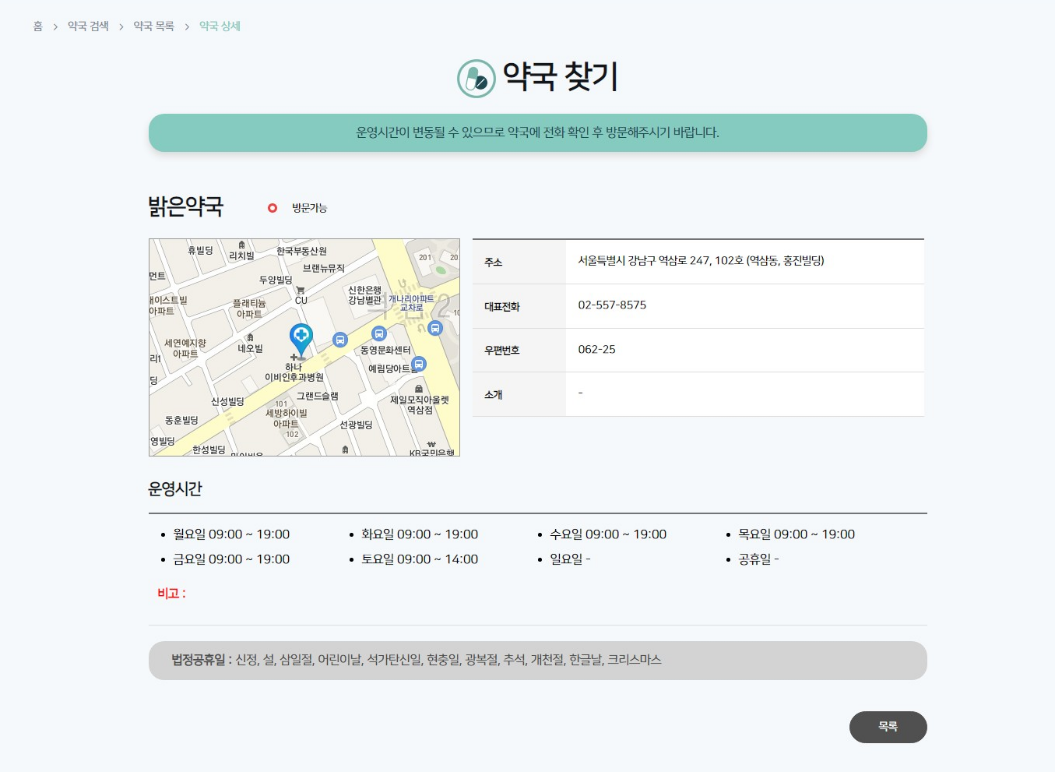 홈 > 약국 검색 > 약국 목록 > 약국 상세
약국 찾기
운영시간이 변동될 수 있으므로 약국에 전화 확인 후 방문해주시기 바랍니다.
밝은약국
방문가능
휴빌딩
리치빌
한국부동산원
브랜뉴뮤직
201
20
먼트
두양빌딩
CU
신한은행
강남별관
개나리아파트
교차로
플래티늄
아파트
세연예지향
아파트
네오빌
동영문화센터
하나
이비인후과병원
예림당아트
신성빌딩
101
그랜드슬램
제일모직아울렛
역삼점
세방하이빌
아파트
102
동훈빌딩
선광빌딩
영빌딩
한성빌딩
KB국민은행
주소
서울특별시 강남구 역삼로 247, 102호 (역삼동, 홍진빌딩)
대표전화
02-557-8575
우편번호
062-25
소개
-
운영시간
• 월요일 09:00 ~ 19:00
• 화요일 09:00 ~ 19:00
• 수요일 09:00 ~ 19:00
• 목요일 09:00 ~ 19:00
• 금요일 09:00 ~ 19:00
• 토요일 09:00 ~ 14:00
• 일요일 -
• 공휴일 -
비고 :
법정공휴일 : 신정, 설, 삼일절, 어린이날, 석가탄신일, 현충일, 광복절, 추석, 개천절, 한글날, 크리스마스
목록